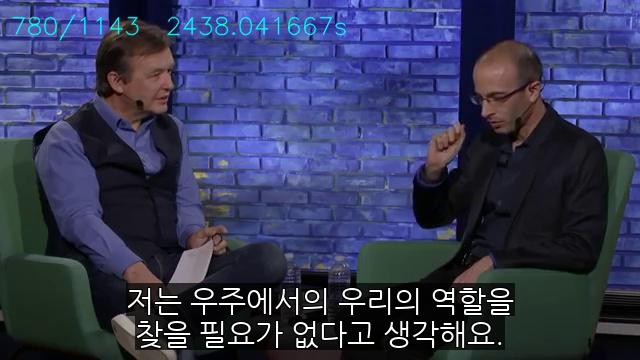 780/1143 2438.041667s
저는 우주에서의 우리의 역할을
찾을 필요가 없다고 생각해요.